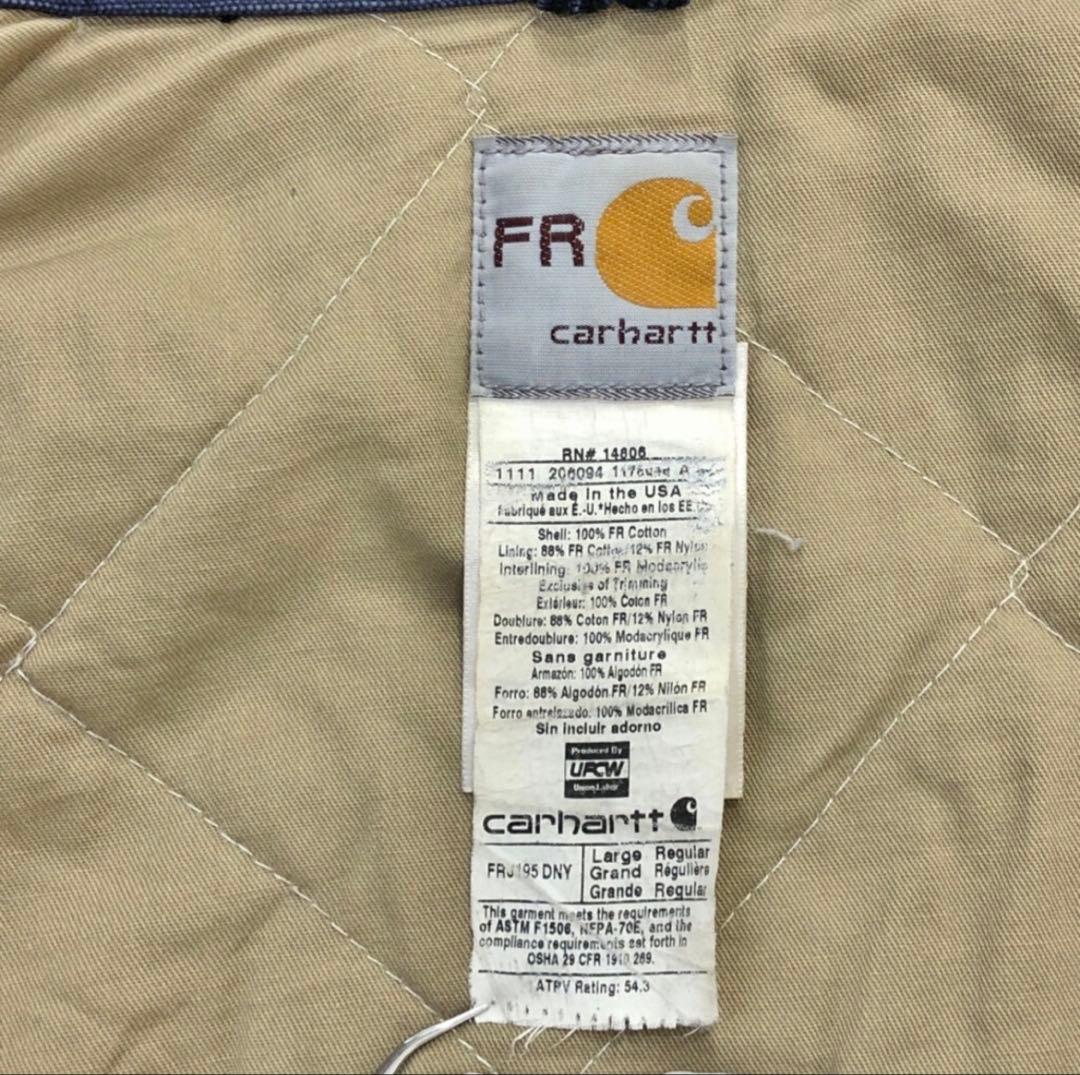 FR
carhartt
RN# 14806
1111 206094
Made in the USA
Fabriqué aux É.-U.*Hecho en los EE.
Shell: 100% FR Cotton
Lining: 88% FR Cotton/12% FR Nylon
Interlining: 100% FR Modacrylic
Exclusive of Trimming
Extérieur: 100% Coton FR
Doublure: 88% Coton FR/12% Nylon FR
Entredoublure: 100% Modacrylique FR
Sans garniture
Armazón: 100% Algodón FR
Forro: 88% Algodón FR/12% Nilón FR
Forro entrelazado: 100% Modacrilica FR
Sin incluir adorno
Produced By
UFCW
Union Labor
carhartt
FRJ195 DNY
Large Regular
Grand Régulière
Grande Regular
This garment meets the requirements
of ASTM F1506, NFPA-70E, and the
compliance requirements set forth in
OSHA 29 CFR 1910 269.
ATPV Rating: 54.3